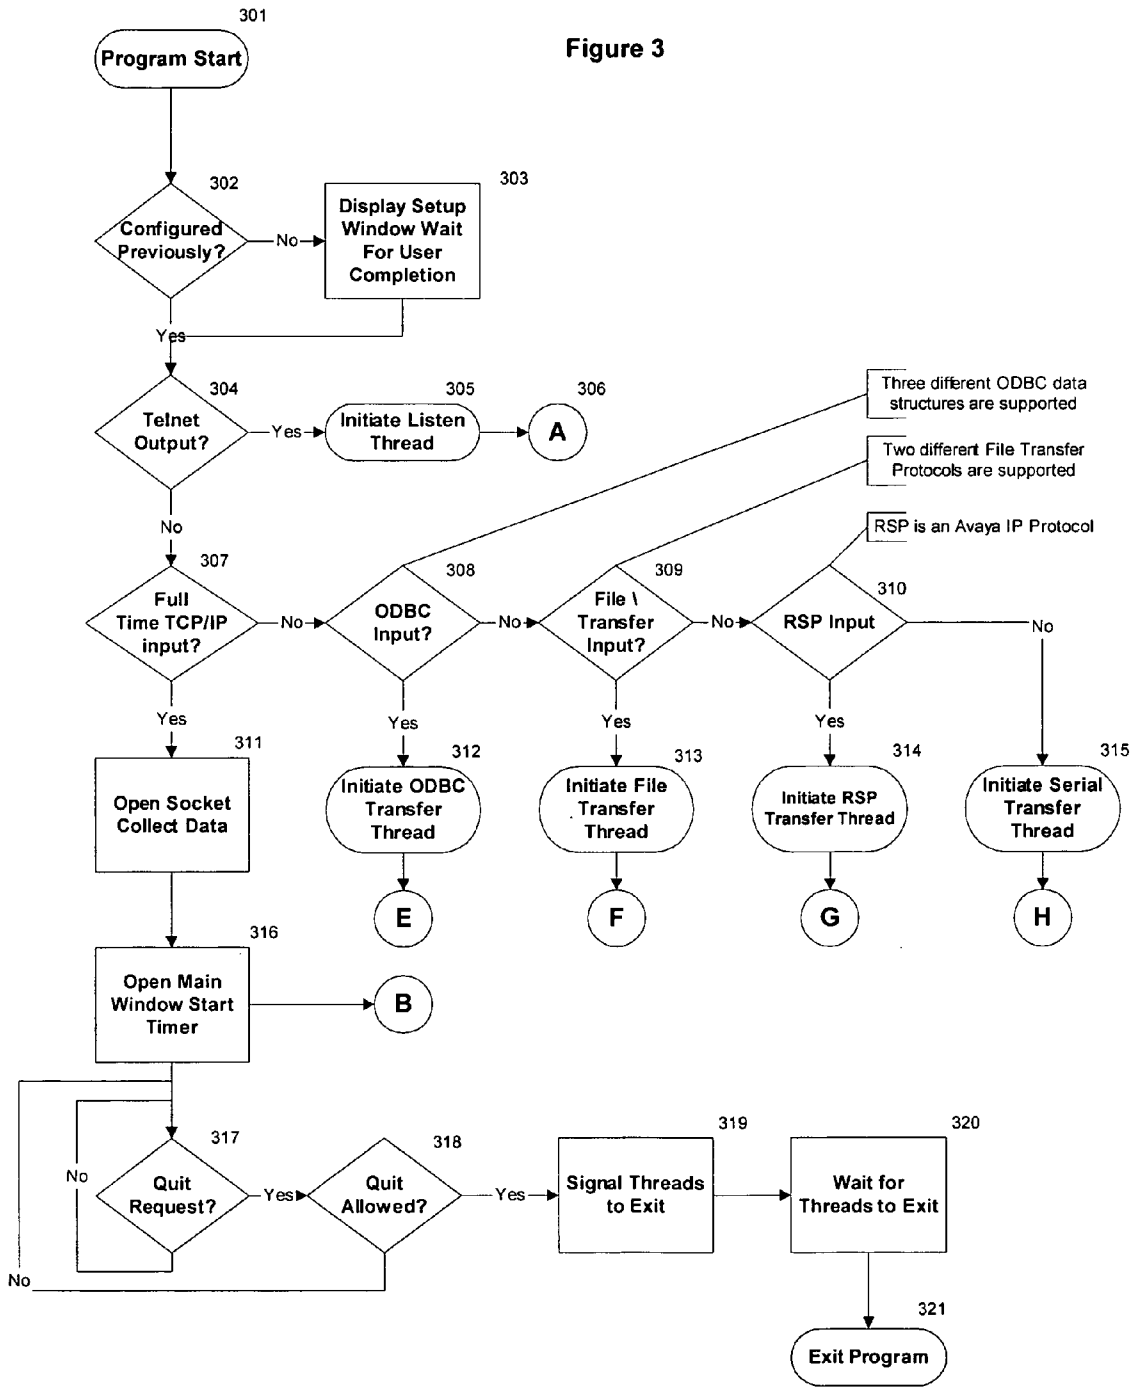 301
Program Start
Figure 3
302
Configured
Previously?
No
303
Display Setup
Window Wait
For User
Completion
Yes
304
Telnet
Output?
Yes
305
Initiate Listen
Thread
306
A
Three different ODBC data
structures are supported
Two different File Transfer
Protocols are supported
RSP is an Avaya IP Protocol
No
307
Full
Time TCP/IP
input?
No
308
ODBC
Input?
No
309
File \
Transfer
Input?
No
310
RSP Input
No
Yes
Yes
Yes
Yes
311
Open Socket
Collect Data
312
Initiate ODBC
Transfer
Thread
313
Initiate File
Transfer
Thread
314
Initiate RSP
Transfer Thread
315
Initiate Serial
Transfer
Thread
E
F
G
H
316
Open Main
Window Start
Timer
B
317
Quit
Request?
No
Yes
318
Quit
Allowed?
No
Yes
319
Signal Threads
to Exit
320
Wait for
Threads to Exit
321
Exit Program